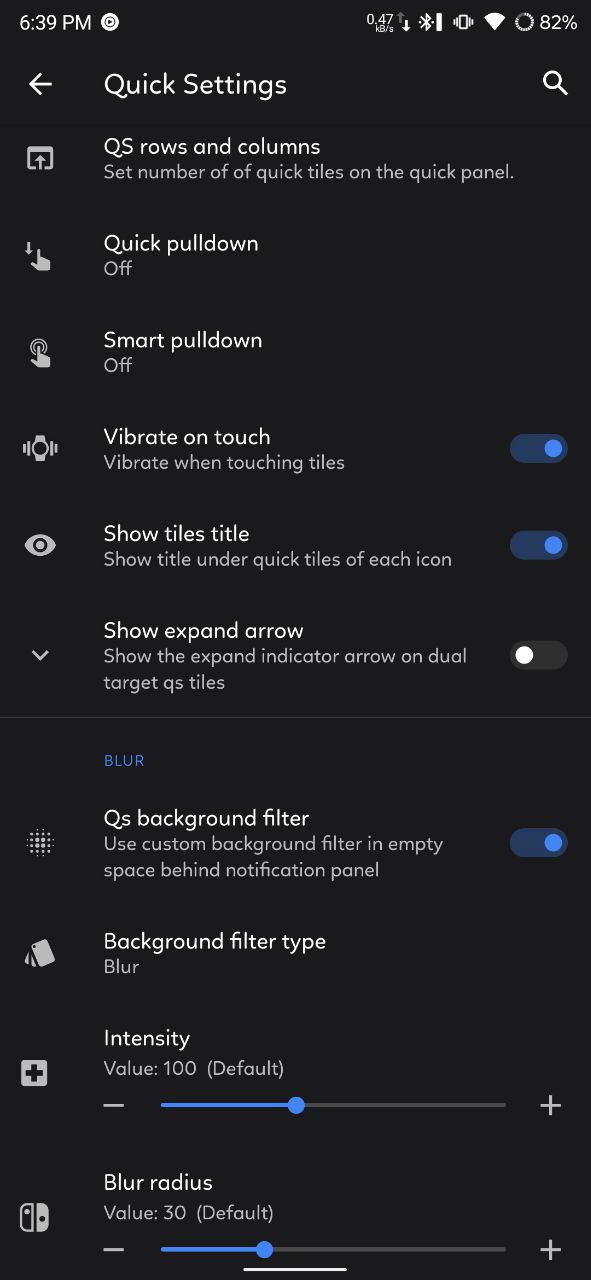 6:39 PM
0.47
kB/s
82%
Quick Settings
QS rows and columns
Set number of of quick tiles on the quick panel.
Quick pulldown
Off
Smart pulldown
Off
Vibrate on touch
Vibrate when touching tiles
Show tiles title
Show title under quick tiles of each icon
Show expand arrow
Show the expand indicator arrow on dual
target qs tiles
BLUR
Qs background filter
Use custom background filter in empty
space behind notification panel
Background filter type
Blur
Intensity
Value: 100 (Default)
Blur radius
Value: 30 (Default)